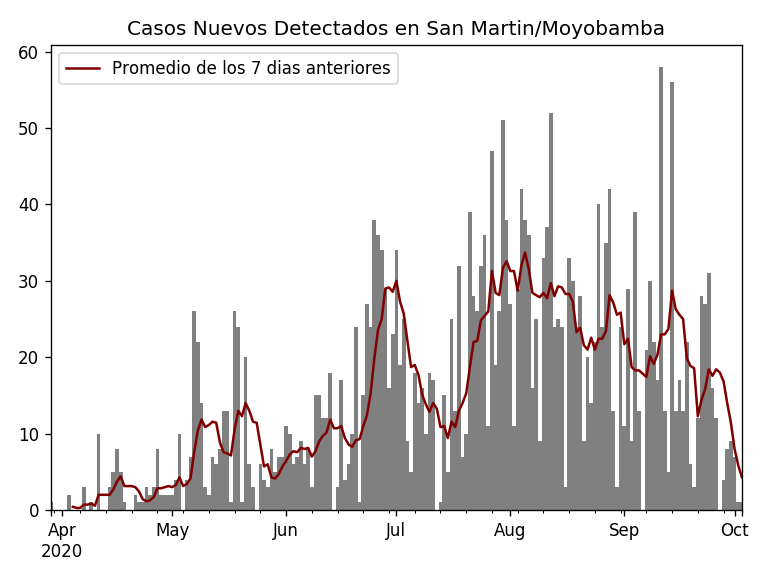 Casos Nuevos Detectados en San Martin/Moyobamba
Promedio de los 7 dias anteriores
60
50
40
30
20
10
0
Apr May Jun Jul Aug Sep Oct
2020